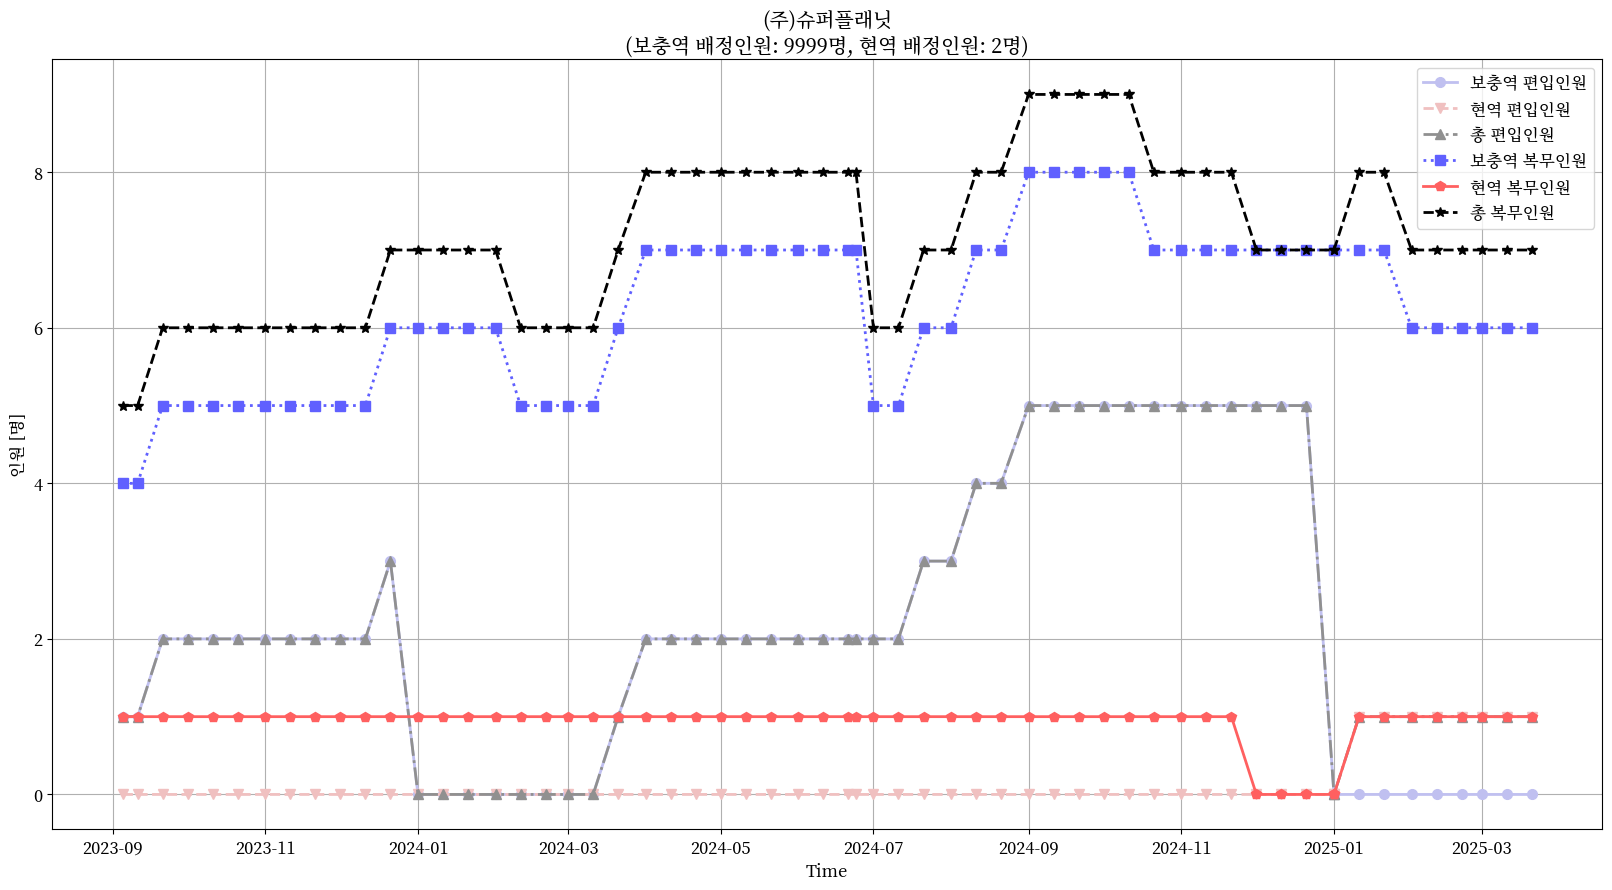 (주)슈퍼플래닛
(보충역 배정인원: 9999명, 현역 배정인원: 2명)
보충역 편입인원
현역 편입인원
총 편입인원
보충역 복무인원
현역 복무인원
총 복무인원
인원 [명]
8
6
4
2
0
2023-09 2023-11 2024-01 2024-03 2024-05 2024-07 2024-09 2024-11 2025-01 2025-03
Time